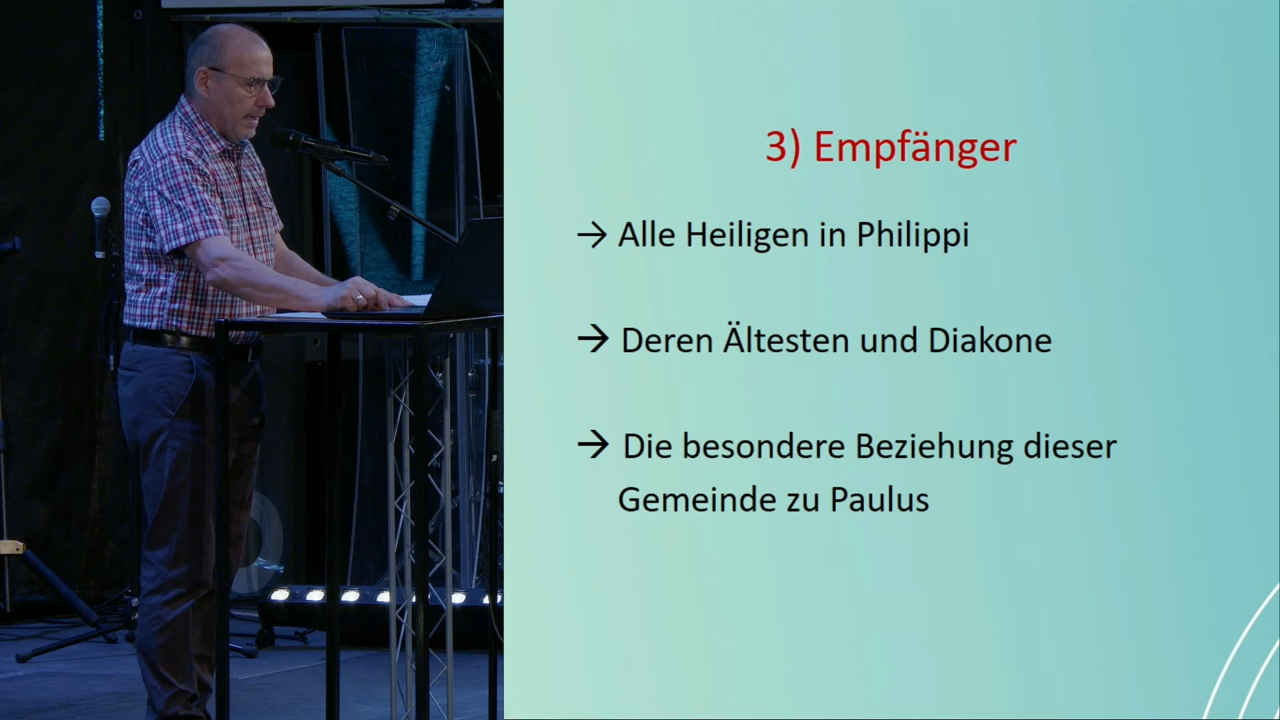 3) Empfänger
→ Alle Heiligen in Philippi
→ Deren Ältesten und Diakone
→ Die besondere Beziehung dieser
Gemeinde zu Paulus